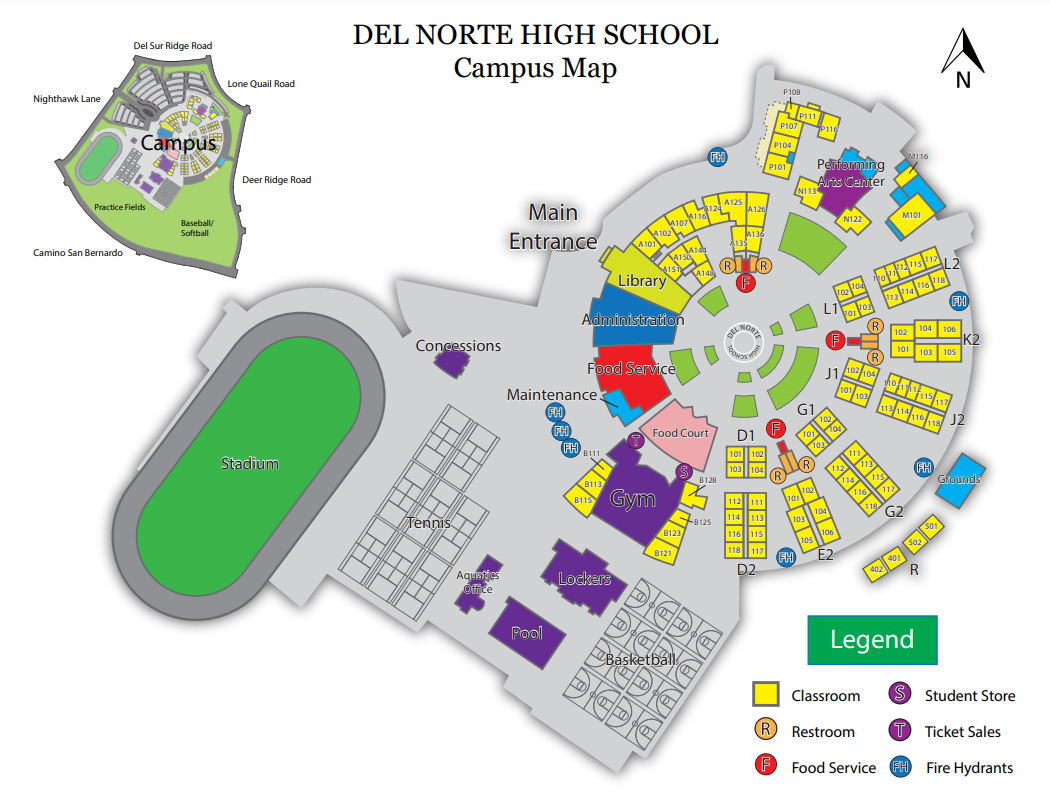 DEL NORTE HIGH SCHOOL
Campus Map
N
Del Sur Ridge Road
Lone Quail Road
Nighthawk Lane
Campus
Deer Ridge Road
Practice Fields
Baseball/
Softball
Camino San Bernardo
P108
P111
P116
P107
P104
P101
FH
Performing
Arts Center
M116
N113
N122
M101
Main
Entrance
A101
A102
A107
A116
A124
A125
A126
A136
A135
A144
A150
A151
A148
R
R
F
Library
Administration
Food Service
Maintenance
Concessions
DEL NORTE
HIGH SCHOOL
L2
110
111
112
115
117
113
114
116
118
L1
102
104
101
103
FH
F
R
R
K2
102
104
106
101
103
105
J1
102
104
101
103
J2
110
111
112
115
117
113
114
116
118
FH
FH
FH
T
Food Court
S
D1
101
102
103
104
F
R
R
G1
102
104
101
103
G2
111
113
115
117
112
114
116
118
FH
Grounds
B111
B113
B115
Gym
B128
B125
B123
B121
D2
112
111
114
113
116
115
118
117
E2
102
104
106
101
103
105
FH
R
501
502
401
402
Stadium
Tennis
Aquatics
Office
Lockers
Pool
Basketball
Legend
Classroom
S
Student Store
R
Restroom
T
Ticket Sales
F
Food Service
FH
Fire Hydrants